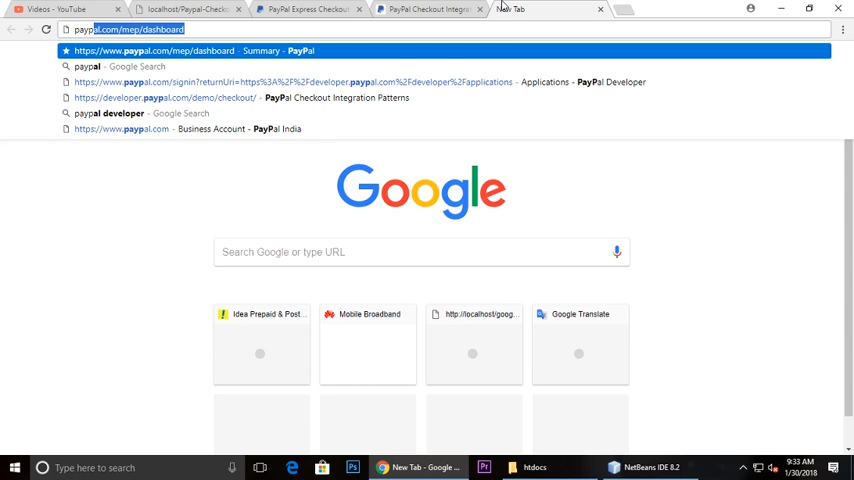 Videos - YouTube
localhost/Paypal-Checko
PayPal Express Checkout
PayPal Checkout Integrat
New Tab
paypal.com/mep/dashboard
https://www.paypal.com/mep/dashboard - Summary - PayPal
paypal - Google Search
https://www.paypal.com/signin?returnUri=https%3A%2F%2Fdeveloper.paypal.com%2Fdeveloper%2Fapplications - Applications - PayPal Developer
https://developer.paypal.com/demo/checkout/ - PayPal Checkout Integration Patterns
paypal developer - Google Search
https://www.paypal.com - Business Account - PayPal India
Google
Search Google or type URL
Idea Prepaid & Post...
Mobile Broadband
http://localhost/goog...
Google Translate
Type here to search
Ps
New Tab - Google ...
Pr
htdocs
NetBeans IDE 8.2
9:33 AM
1/30/2018